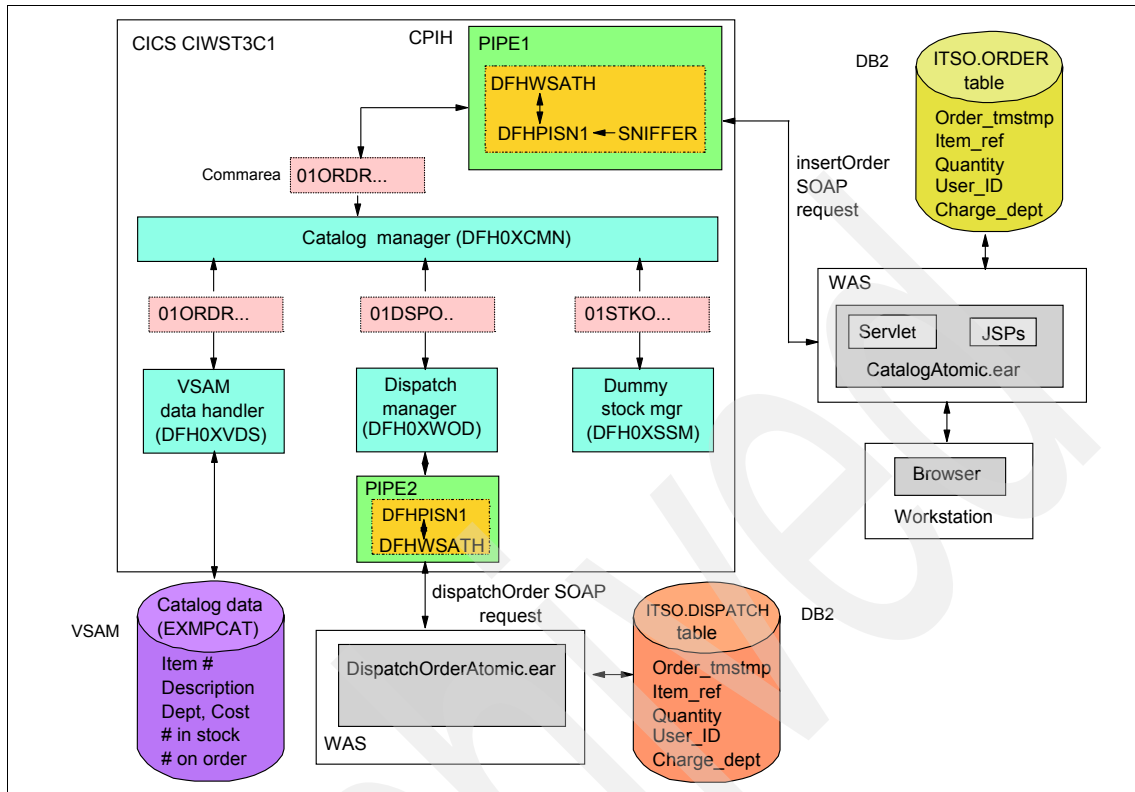 CICS CIWST3C1
CPIH
PIPE1
DFHWSATH
DFHPISN1
SNIFFER
Commarea
01ORDR...
Catalog manager (DFH0XCMN)
01ORDR...
01DSPO..
01STKO...
VSAM
data handler
(DFH0XVDS)
Dispatch
manager
(DFH0XWOD)
Dummy
stock mgr
(DFH0XSSM)
PIPE2
DFHPISN1
DFHWSATH
insertOrder
SOAP
request
DB2
ITSO.ORDER
table
Order_tmstmp
Item_ref
Quantity
User_ID
Charge_dept
WAS
Servlet
JSPs
CatalogAtomic.ear
Browser
Workstation
dispatchOrder SOAP
request
VSAM
Catalog data
(EXMPCAT)
Item #
Description
Dept, Cost
# in stock
# on order
DispatchOrderAtomic.ear
WAS
ITSO.DISPATCH
table
DB2
Order_tmstmp
Item_ref
Quantity
User_ID
Charge_dept
hived